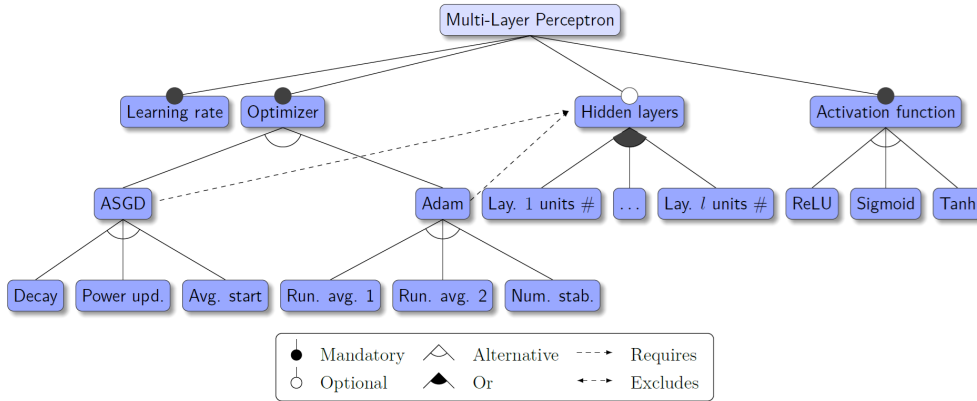 Multi-Layer Perceptron
Learning rate
Optimizer
Hidden layers
Activation function
ASGD
Adam
Lay. 1 units #
...
Lay. l units #
ReLU
Sigmoid
Tanh
Decay
Power upd.
Avg. start
Run. avg. 1
Run. avg. 2
Num. stab.
Mandatory
Alternative
Requires
Optional
Or
Excludes